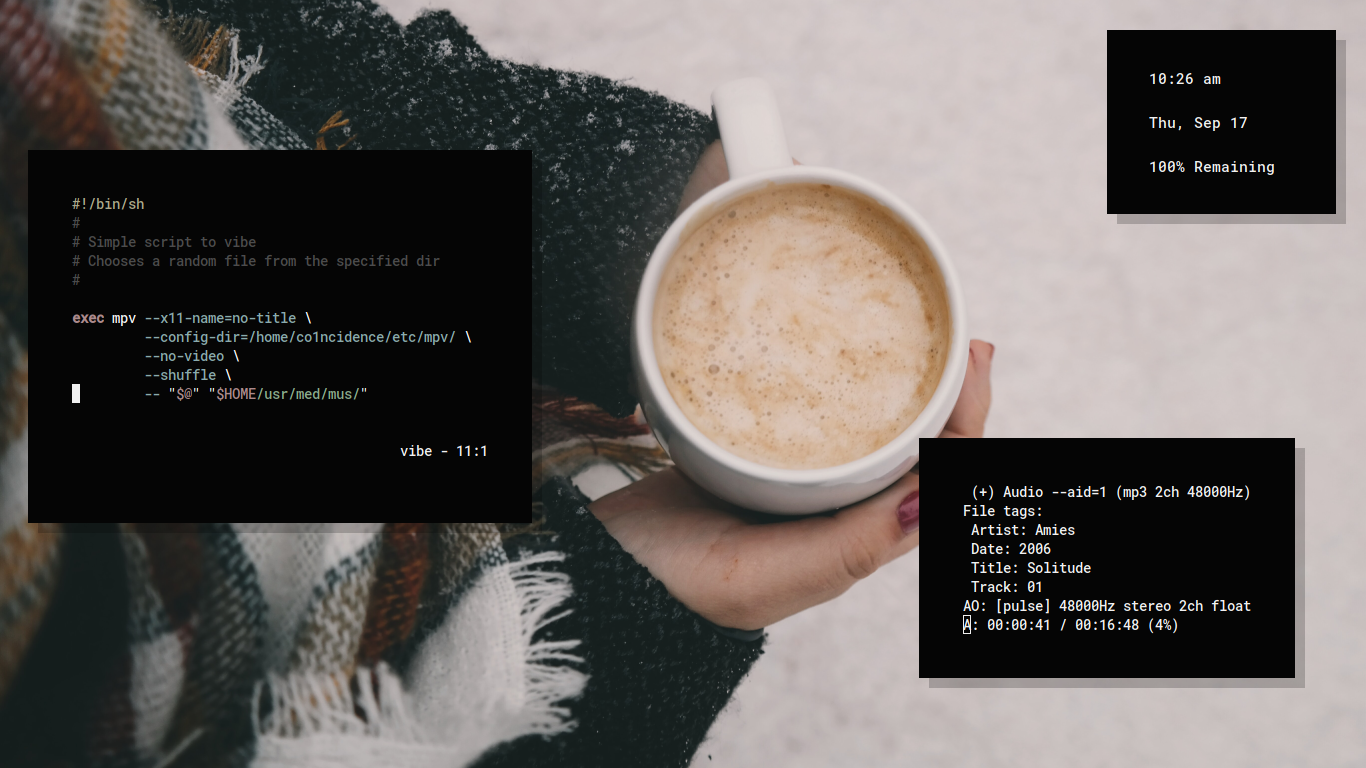 #!/bin/sh
#
# Simple script to vibe
# Chooses a random file from the specified dir
#
exec mpv --x11-name=no-title \
--config-dir=/home/co1ncidence/etc/mpv/ \
--no-video \
--shuffle \
-- "$@" "$HOME/usr/med/mus/"
vibe - 11:1
10:26 am
Thu, Sep 17
100% Remaining
(+) Audio --aid=1 (mp3 2ch 48000Hz)
File tags:
Artist: Amies
Date: 2006
Title: Solitude
Track: 01
AO: [pulse] 48000Hz stereo 2ch float
A: 00:00:41 / 00:16:48 (4%)